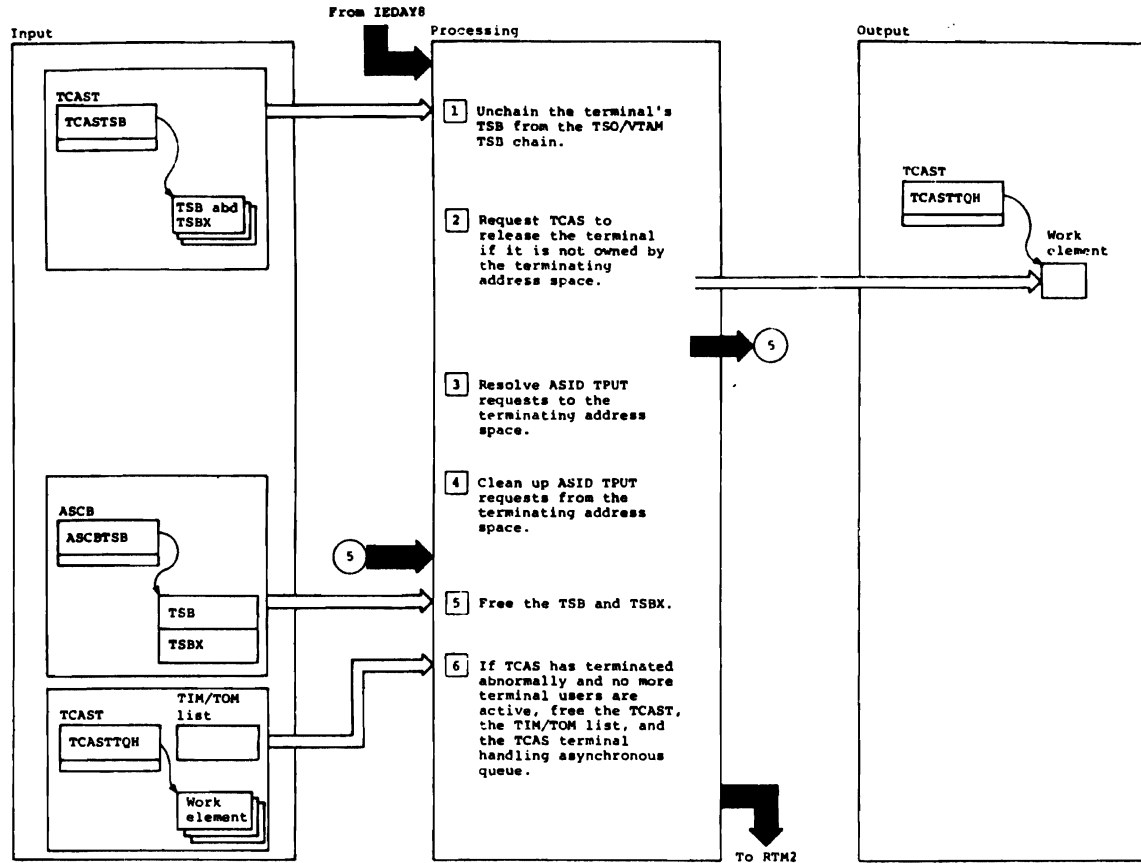 From IEDAY8
Input
Processing
Output
TCAST
TCASTSB
TSB abd
TSBX
1 Unchain the terminal's
TSB from the TSO/VTAM
TSB chain.
2 Request TCAS to
release the terminal
if it is not owned by
the terminating
address space.
TCAST
TCASTTQH
Work
element
5
3 Resolve ASID TPUT
requests to the
terminating address
space.
4 Clean up ASID TPUT
requests from the
terminating address
space.
ASCB
ASCBTSB
TSB
TSBX
5
5 Free the TSB and TSBX.
6 If TCAS has terminated
abnormally and no more
terminal users are
active, free the TCAST,
the TIM/TOM list, and
the TCAS terminal
handling asynchronous
queue.
TCAST
TCASTTQH
TIM/TOM
list
Work
element
To RTM2